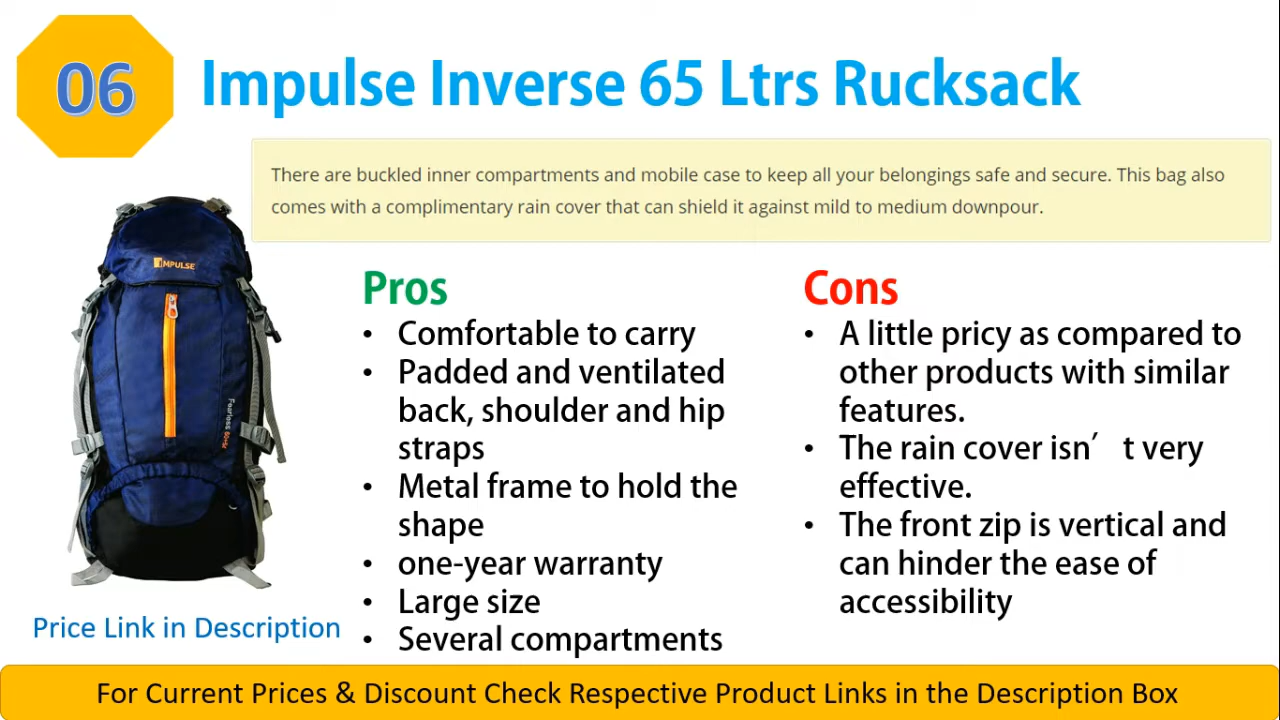 06
Impulse Inverse 65 Ltrs Rucksack
There are buckled inner compartments and mobile case to keep all your belongings safe and secure. This bag also
comes with a complimentary rain cover that can shield it against mild to medium downpour.
IMPULSE
Fearless 60+5L
Pros
• Comfortable to carry
• Padded and ventilated
back, shoulder and hip
straps
• Metal frame to hold the
shape
• one-year warranty
• Large size
• Several compartments
Cons
• A little pricy as compared to
other products with similar
features.
• The rain cover isn′ t very
effective.
• The front zip is vertical and
can hinder the ease of
accessibility
Price Link in Description
For Current Prices & Discount Check Respective Product Links in the Description Box